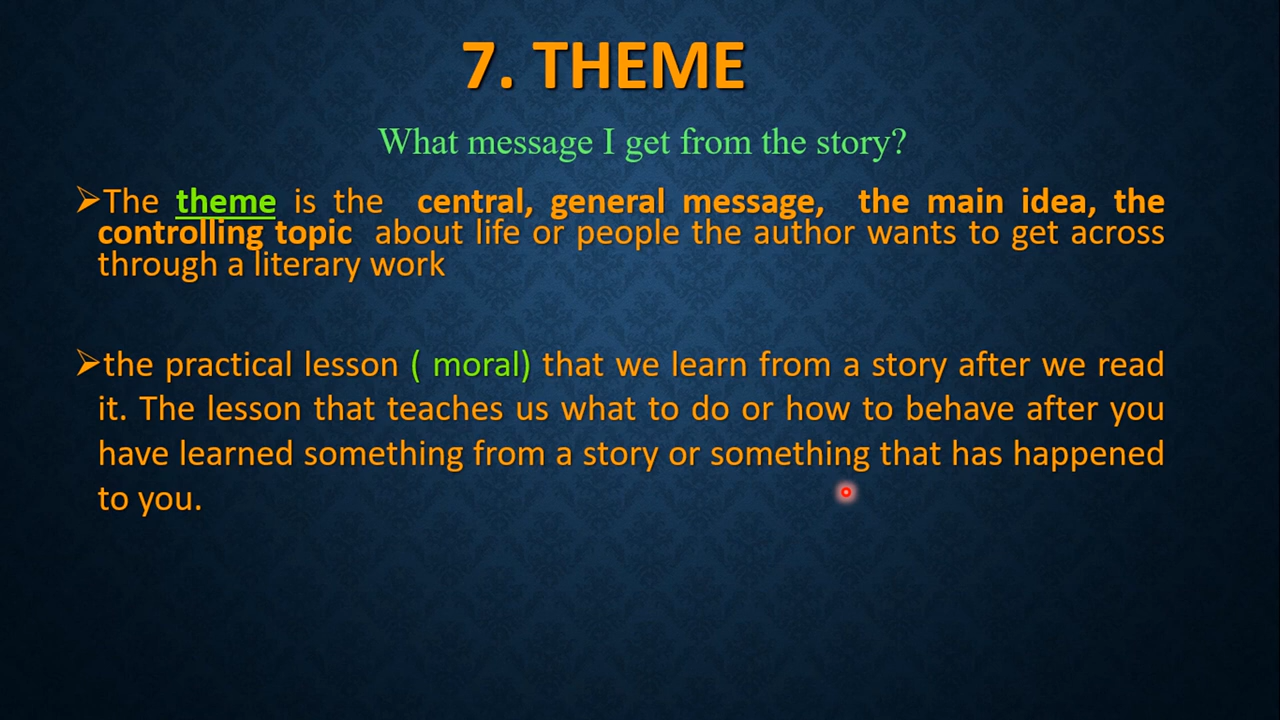 7. THEME
What message I get from the story?
➢The theme is the central, general message, the main idea, the
controlling topic about life or people the author wants to get across
through a literary work
➢the practical lesson ( moral) that we learn from a story after we read
it. The lesson that teaches us what to do or how to behave after you
have learned something from a story or something that has happened
to you.